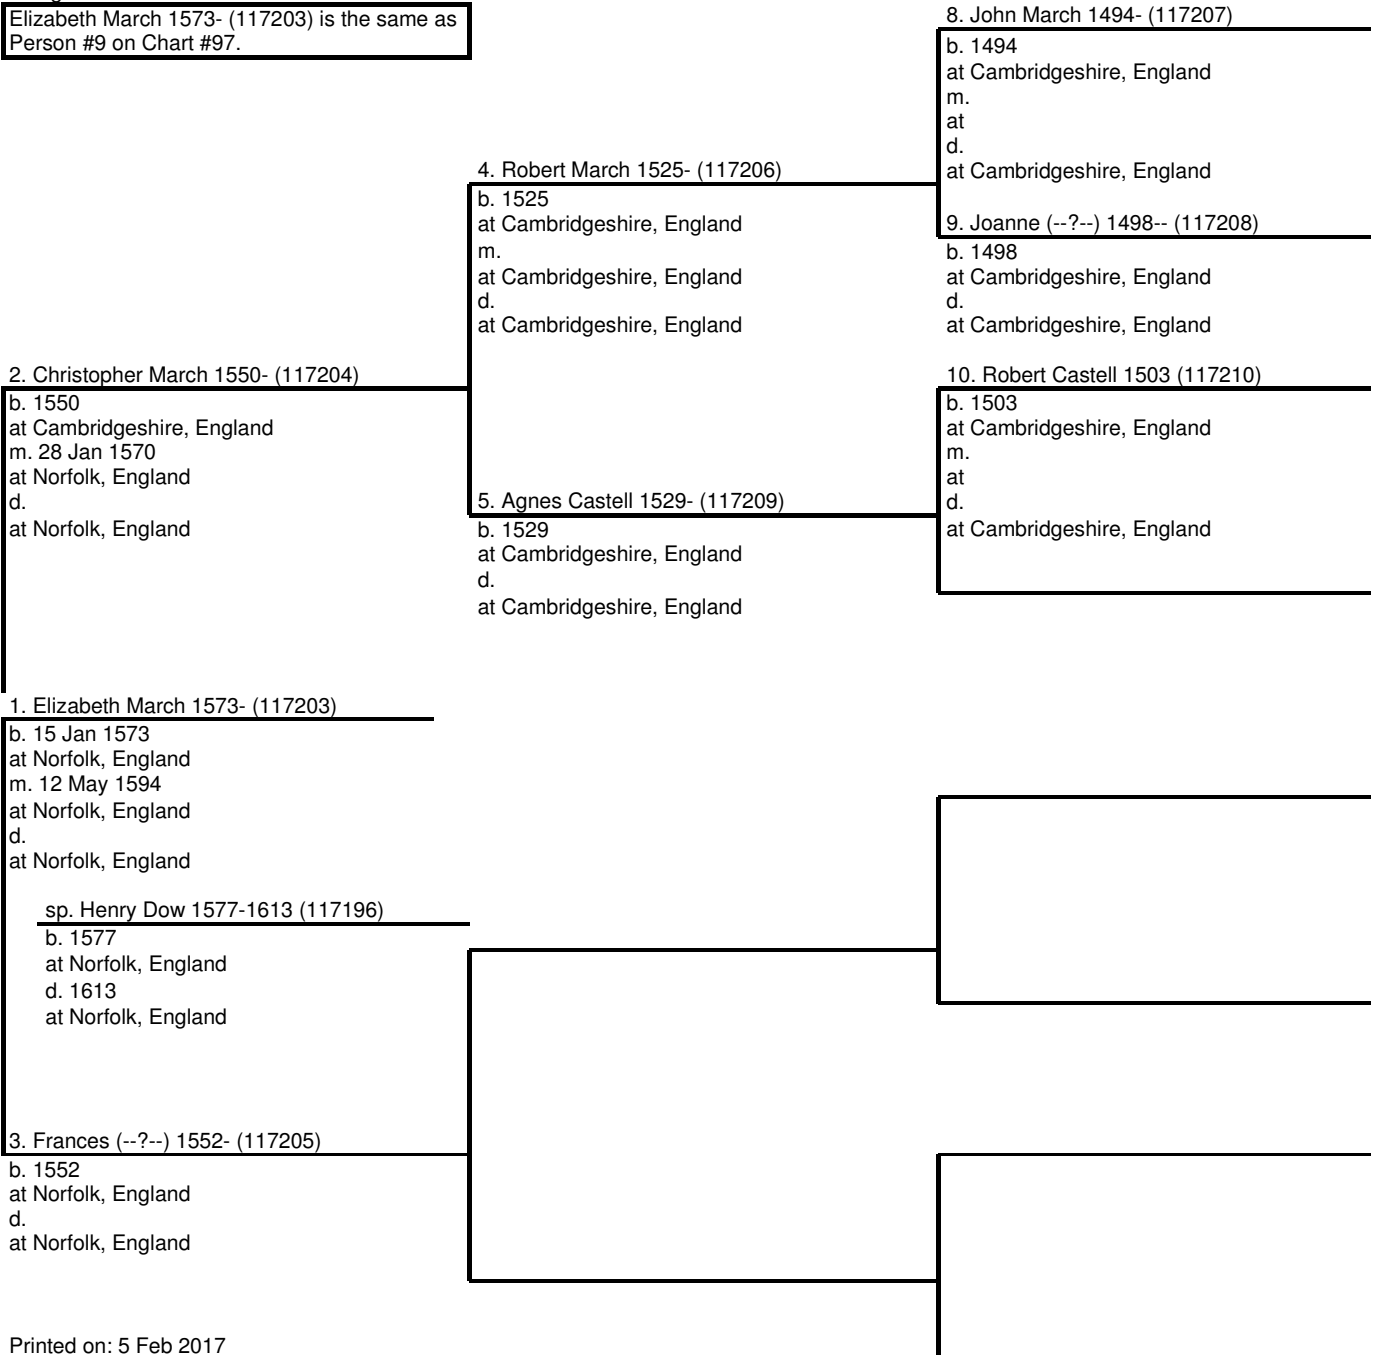 Elizabeth March 1573- (117203) is the same as
Person #9 on Chart #97.
8. John March 1494- (117207)
b. 1494
at Cambridgeshire, England
m.
at
d.
at Cambridgeshire, England
4. Robert March 1525- (117206)
b. 1525
at Cambridgeshire, England
m.
at Cambridgeshire, England
d.
at Cambridgeshire, England
9. Joanne (--?--) 1498-- (117208)
b. 1498
at Cambridgeshire, England
d.
at Cambridgeshire, England
2. Christopher March 1550- (117204)
b. 1550
at Cambridgeshire, England
m. 28 Jan 1570
at Norfolk, England
d.
at Norfolk, England
10. Robert Castell 1503 (117210)
b. 1503
at Cambridgeshire, England
m.
at
d.
at Cambridgeshire, England
5. Agnes Castell 1529- (117209)
b. 1529
at Cambridgeshire, England
d.
at Cambridgeshire, England
1. Elizabeth March 1573- (117203)
b. 15 Jan 1573
at Norfolk, England
m. 12 May 1594
at Norfolk, England
d.
at Norfolk, England
sp. Henry Dow 1577-1613 (117196)
b. 1577
at Norfolk, England
d. 1613
at Norfolk, England
3. Frances (--?--) 1552- (117205)
b. 1552
at Norfolk, England
d.
at Norfolk, England
Printed on: 5 Feb 2017